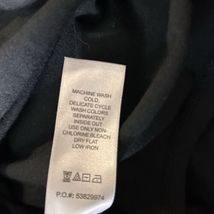 MACHINE WASH
COLD,
DELICATE CYCLE
WASH COLORS
SEPARATELY
INSIDE OUT
USE ONLY NON-
CHLORINE BLEACH
DRY FLAT
LOW IRON
P.O.#: 53829974